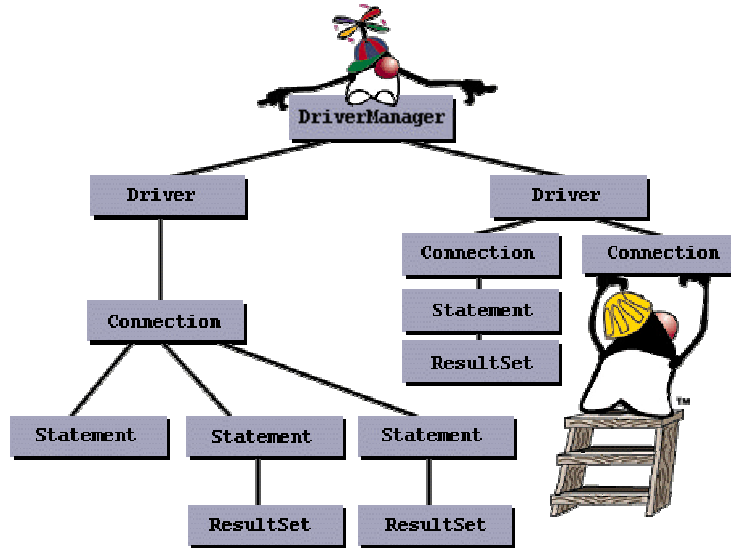 DriverManager
Driver
Driver
Connection
Connection
Statement
Connection
ResultSet
TM
Statement
Statement
Statement
ResultSet
ResultSet